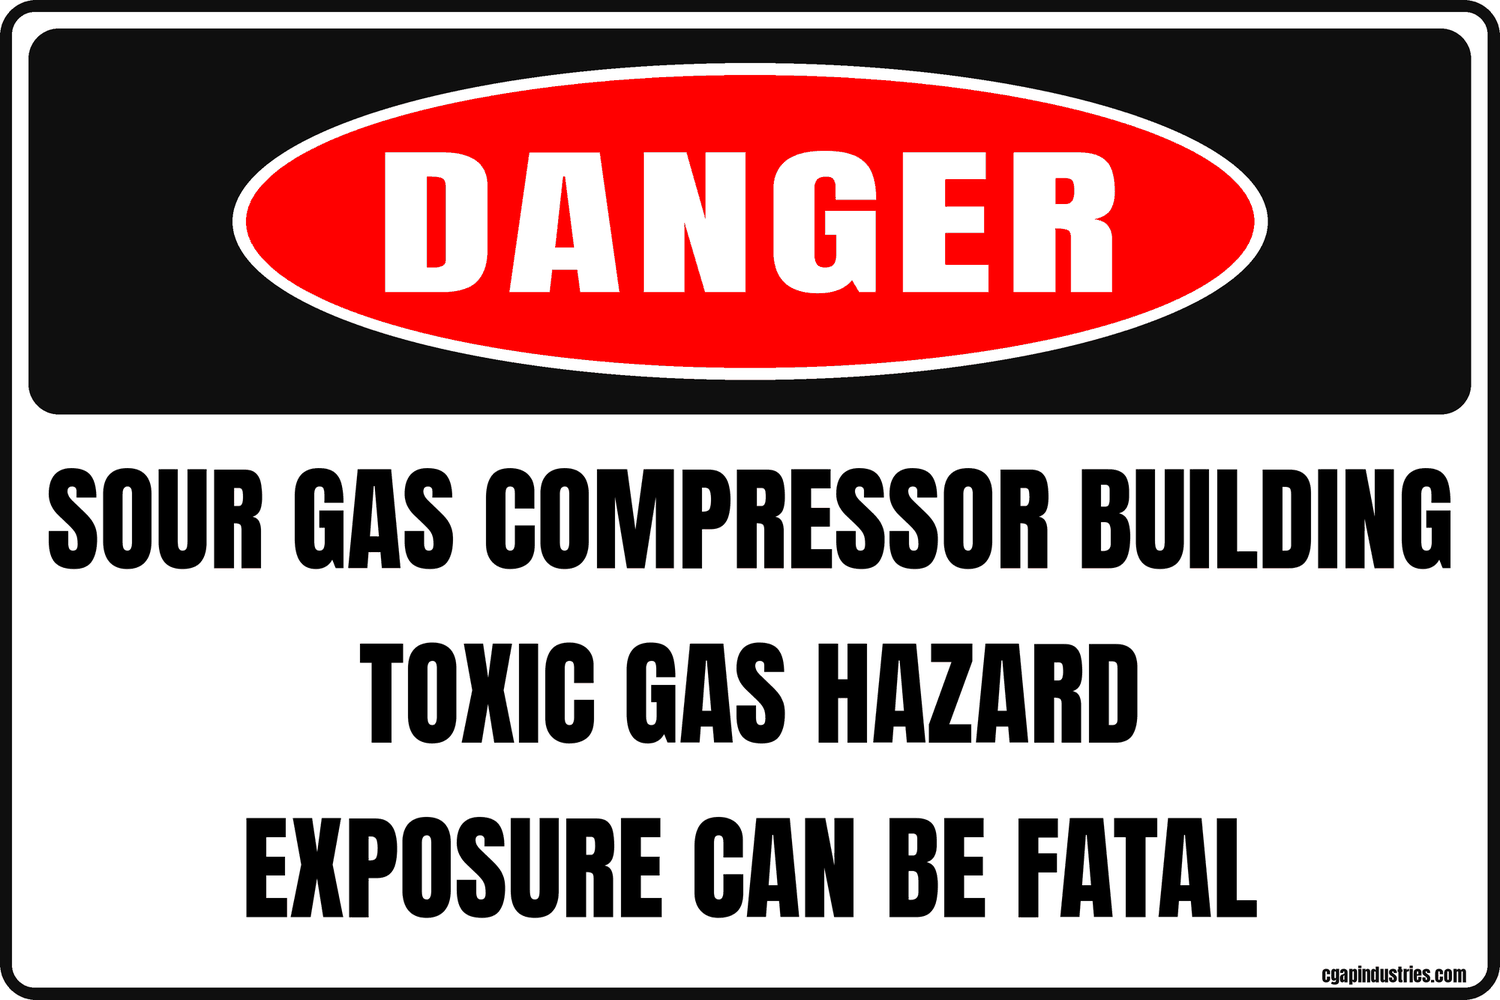 DANGER
SOUR GAS COMPRESSOR BUILDING
TOXIC GAS HAZARD
EXPOSURE CAN BE FATAL
cgapindustries.com